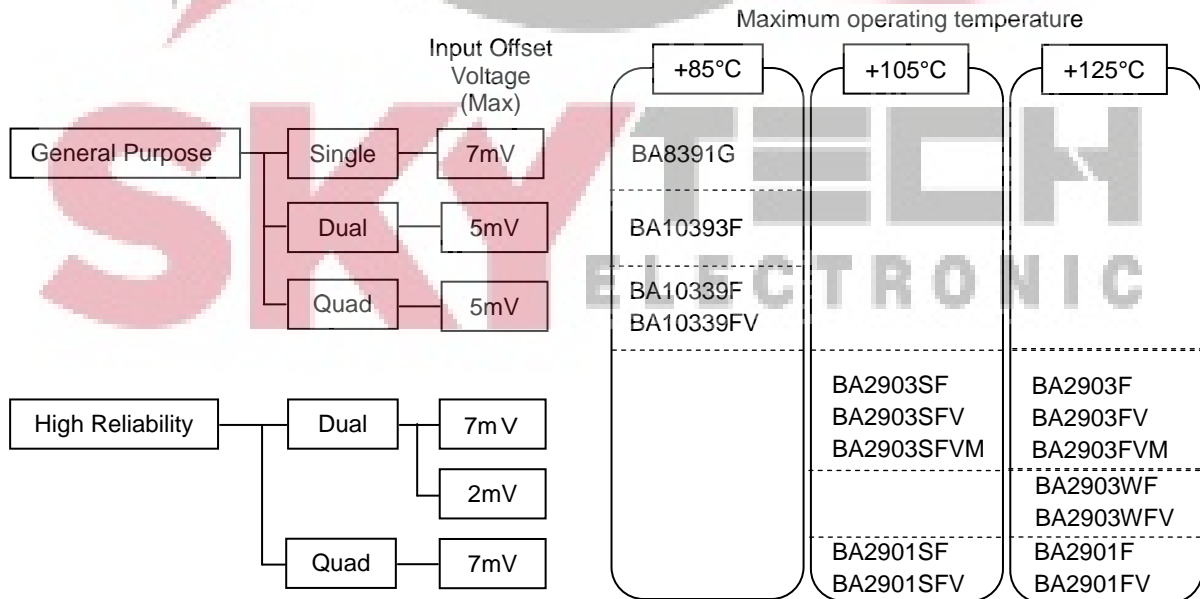 Maximum operating temperature
Input Offset
Voltage
(Max)
+85°C
+105°C
+125°C
General Purpose
Single
7mV
BA8391G
Dual
5mV
BA10393F
Quad
5mV
BA10339F
BA10339FV
SKYTECH
ELECTRONIC
High Reliability
Dual
7mV
BA2903SF
BA2903SFV
BA2903SFVM
BA2903F
BA2903FV
BA2903FVM
2mV
BA2903WF
BA2903WFV
Quad
7mV
BA2901SF
BA2901SFV
BA2901F
BA2901FV